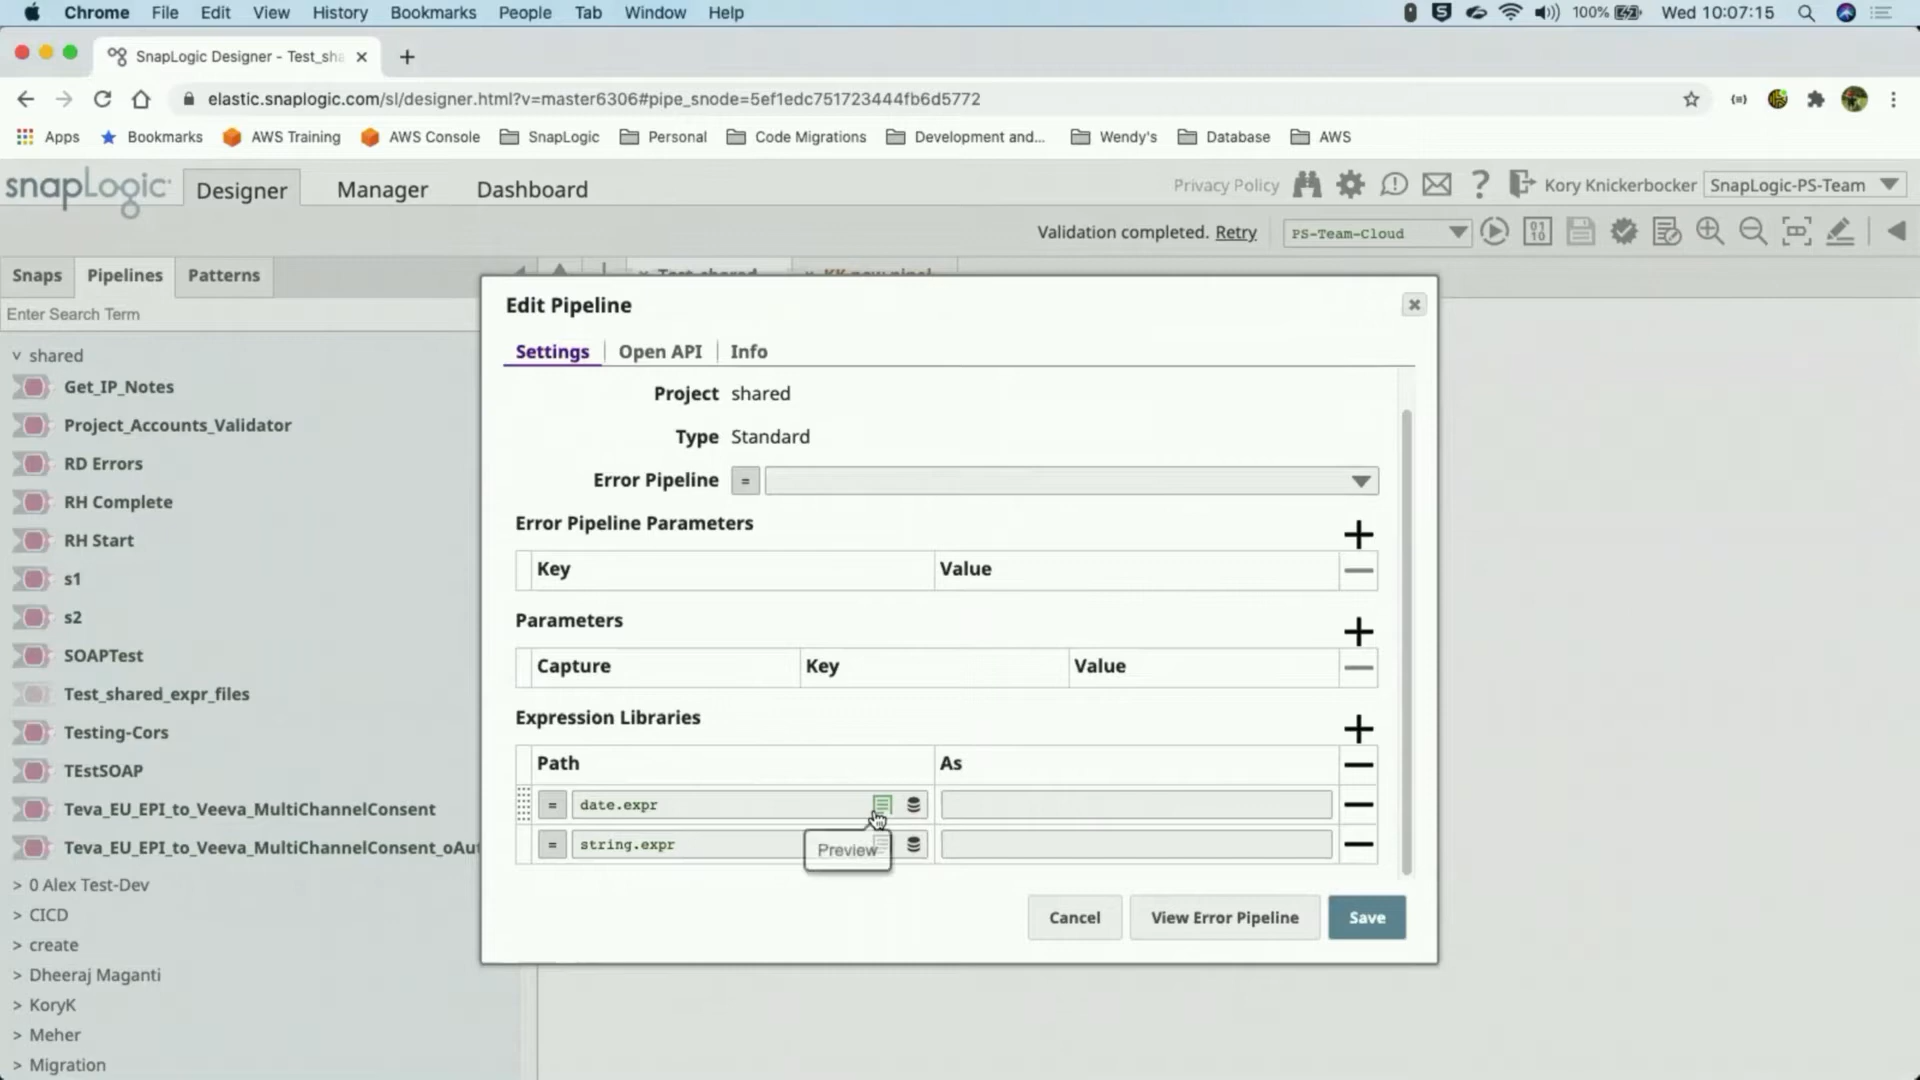 Chrome File Edit View History Bookmarks People Tab Window Help 100% Wed 10:07:15
SnapLogic Designer - Test_sha
elastic.snaplogic.com/sl/designer.html?v=master6306#pipe_snode=5ef1edc751723444fb6d5772
Apps Bookmarks AWS Training AWS Console SnapLogic Personal Code Migrations Development and... Wendy's Database AWS
snapLogic Designer Manager Dashboard Privacy Policy Kory Knickerbocker SnapLogic-PS-Team
Validation completed. Retry PS-Team-Cloud
Snaps Pipelines Patterns
Enter Search Term
shared
Get_IP_Notes
Project_Accounts_Validator
RD Errors
RH Complete
RH Start
s1
s2
SOAPTest
Test_shared_expr_files
Testing-Cors
TEstSOAP
Teva_EU_EPI_to_Veeva_MultiChannelConsent
Teva_EU_EPI_to_Veeva_MultiChannelConsent_oAut
> 0 Alex Test-Dev
> CICD
> create
> Dheeraj Maganti
> KoryK
> Meher
> Migration
Edit Pipeline
Settings Open API Info
Project shared
Type Standard
Error Pipeline =
Error Pipeline Parameters
Key Value
Parameters
Capture Key Value
Expression Libraries
Path As
= date.expr
= string.expr
Preview
Cancel View Error Pipeline Save